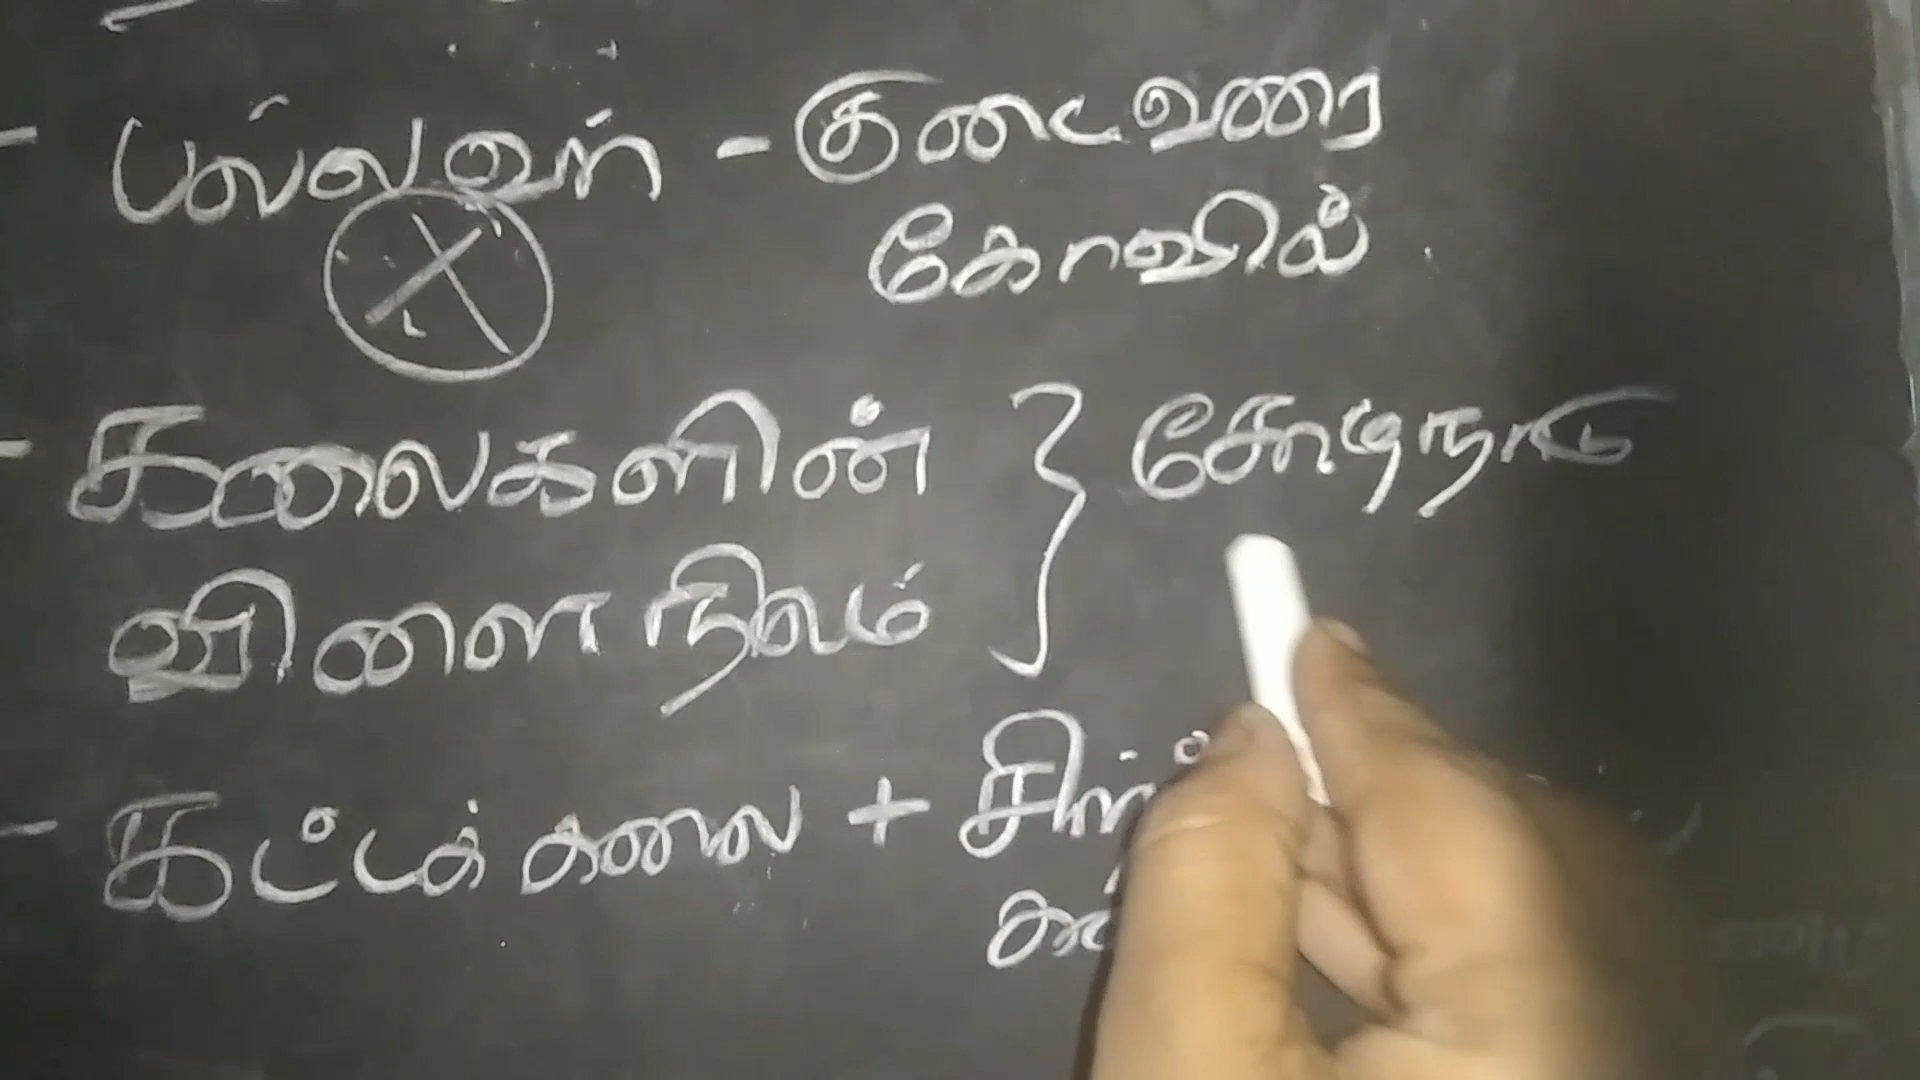 - பல்லவர் - குடைவரை
கோவில்
- கலைகளின் } சோழநாடு
விளைநிலம்
- கட்டக் கலை + சிற்